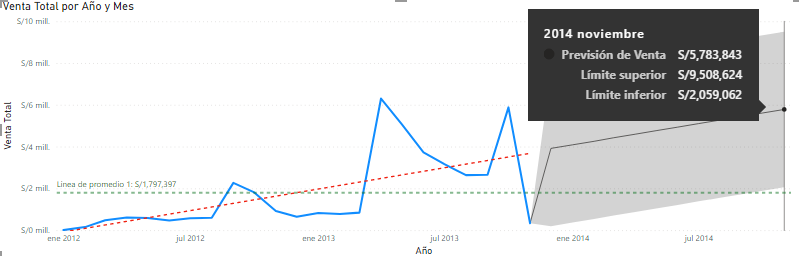 Venta Total por Año y Mes
S/10 mill.
2014 noviembre
Previsión de Venta S/5,783,843
Límite superior S/9,508,624
Límite inferior S/2,059,062
S/8 mill.
S/6 mill.
Venta Total
S/4 mill.
Línea de promedio 1: S/1,797,397
S/2 mill.
S/0 mill.
ene 2012 jul 2012 ene 2013 jul 2013 ene 2014 jul 2014
Año